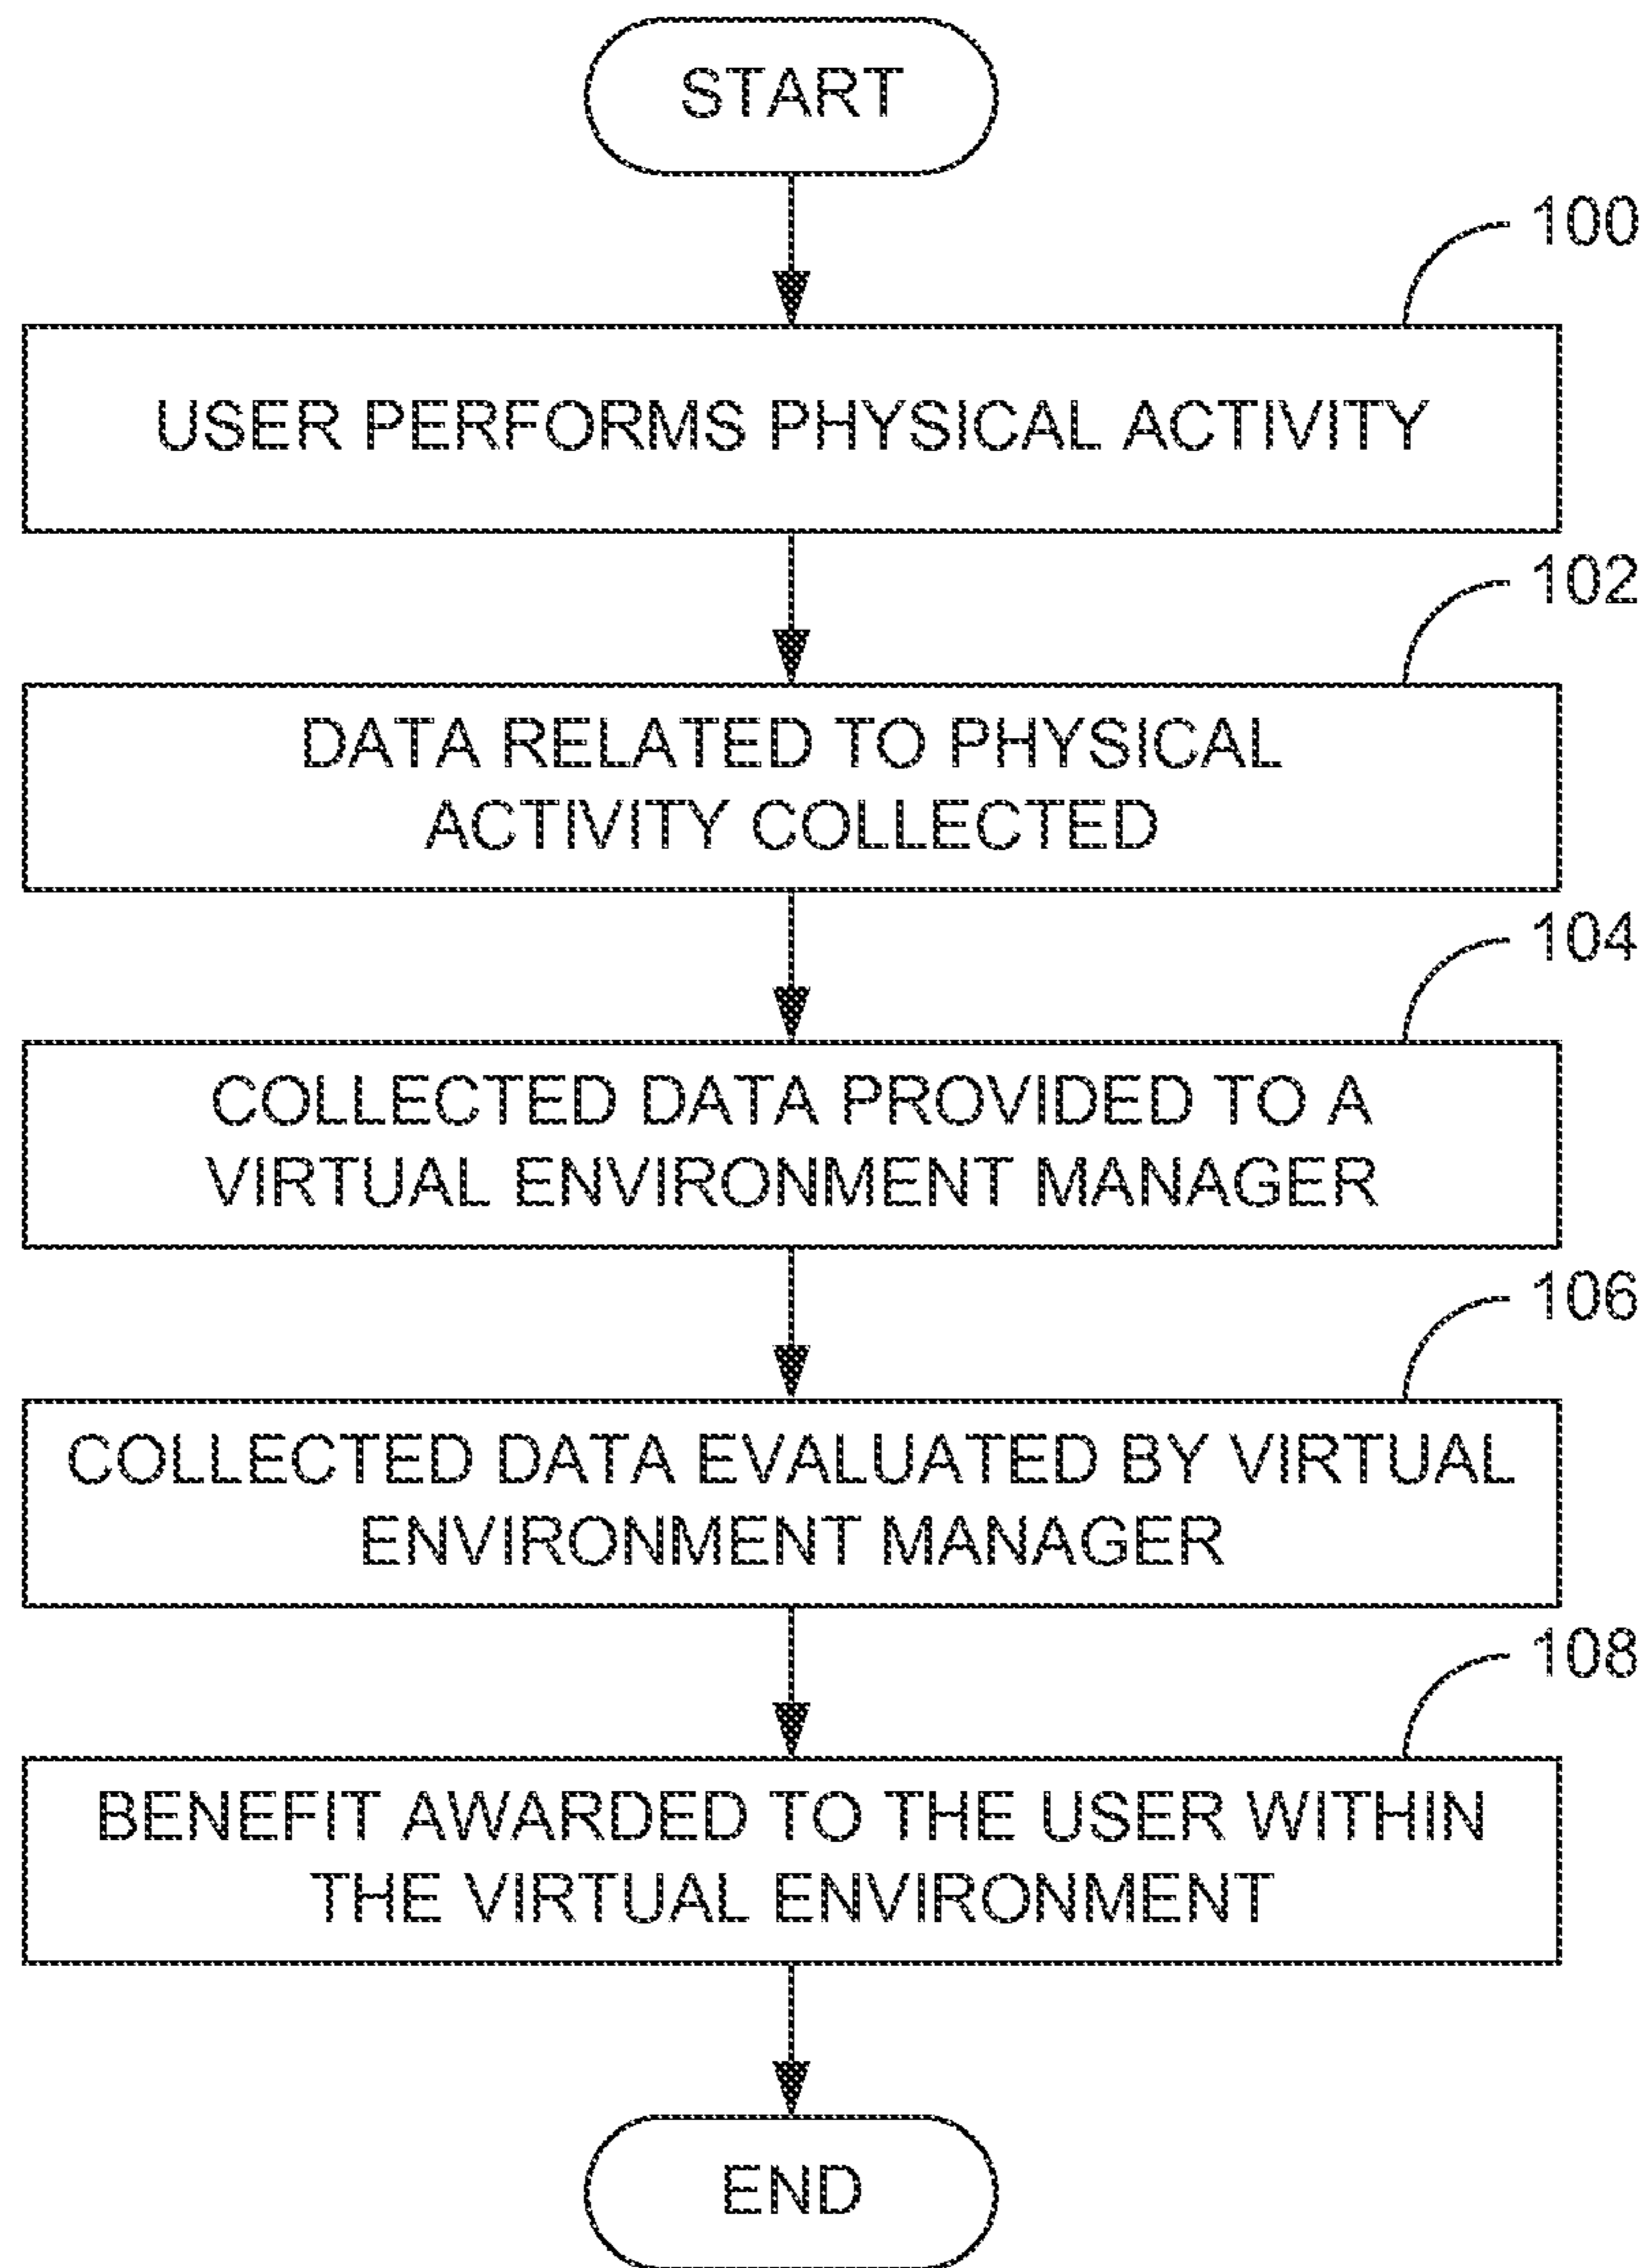 START
100
USER PERFORMS PHYSICAL ACTIVITY
102
DATA RELATED TO PHYSICAL
ACTIVITY COLLECTED
104
COLLECTED DATA PROVIDED TO A
VIRTUAL ENVIRONMENT MANAGER
106
COLLECTED DATA EVALUATED BY VIRTUAL
ENVIRONMENT MANAGER
108
BENEFIT AWARDED TO THE USER WITHIN
THE VIRTUAL ENVIRONMENT
END